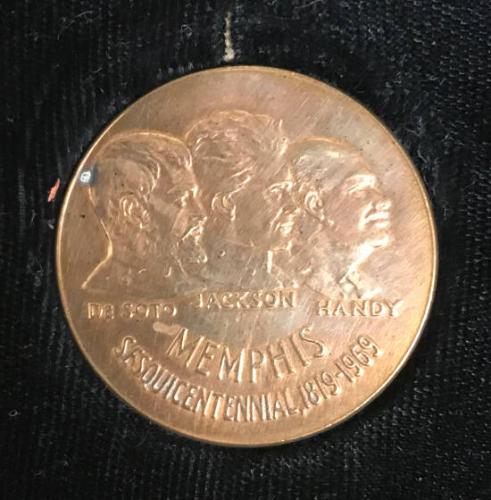 DE SOTO JACKSON HANDY
MEMPHIS
SESQUICENTENNIAL, 1819-1969